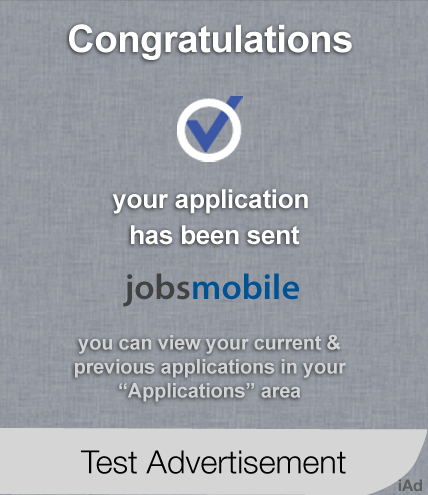 Congratulations
your application
has been sent
jobsmobile
you can view your current &
previous applications in your
“Applications” area
Test Advertisement
iAd